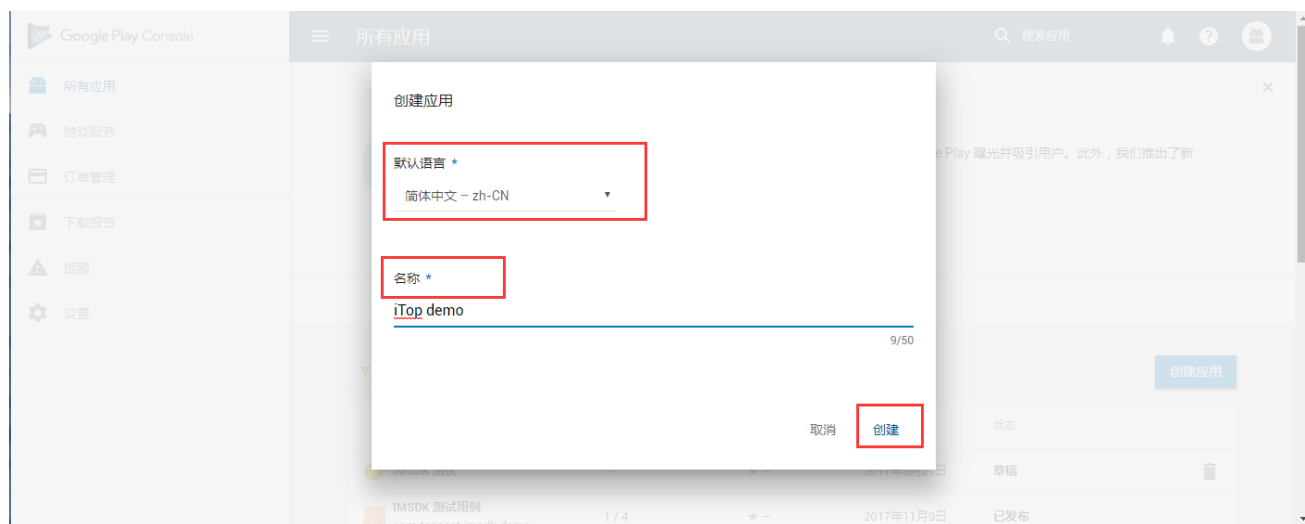 Google Play Console
所有应用
搜索应用
所有应用
游戏服务
订单管理
下载报告
提醒
设置
创建应用
默认语言 *
简体中文 – zh-CN
e Play 曝光并吸引用户。此外，我们推出了新
名称 *
iTop demo
9/50
创建应用
取消
创建
状态
IMSDK 测试
草稿
IMSDK 测试用例
1 / 4
★ —
2017年11月9日
已发布